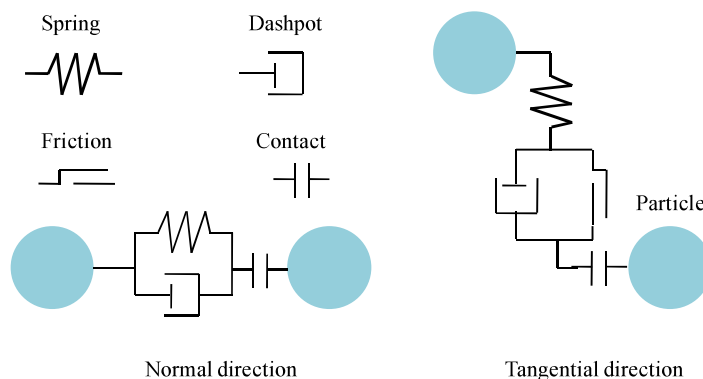 Spring
Dashpot
Friction
Contact
Particle
Normal direction
Tangential direction